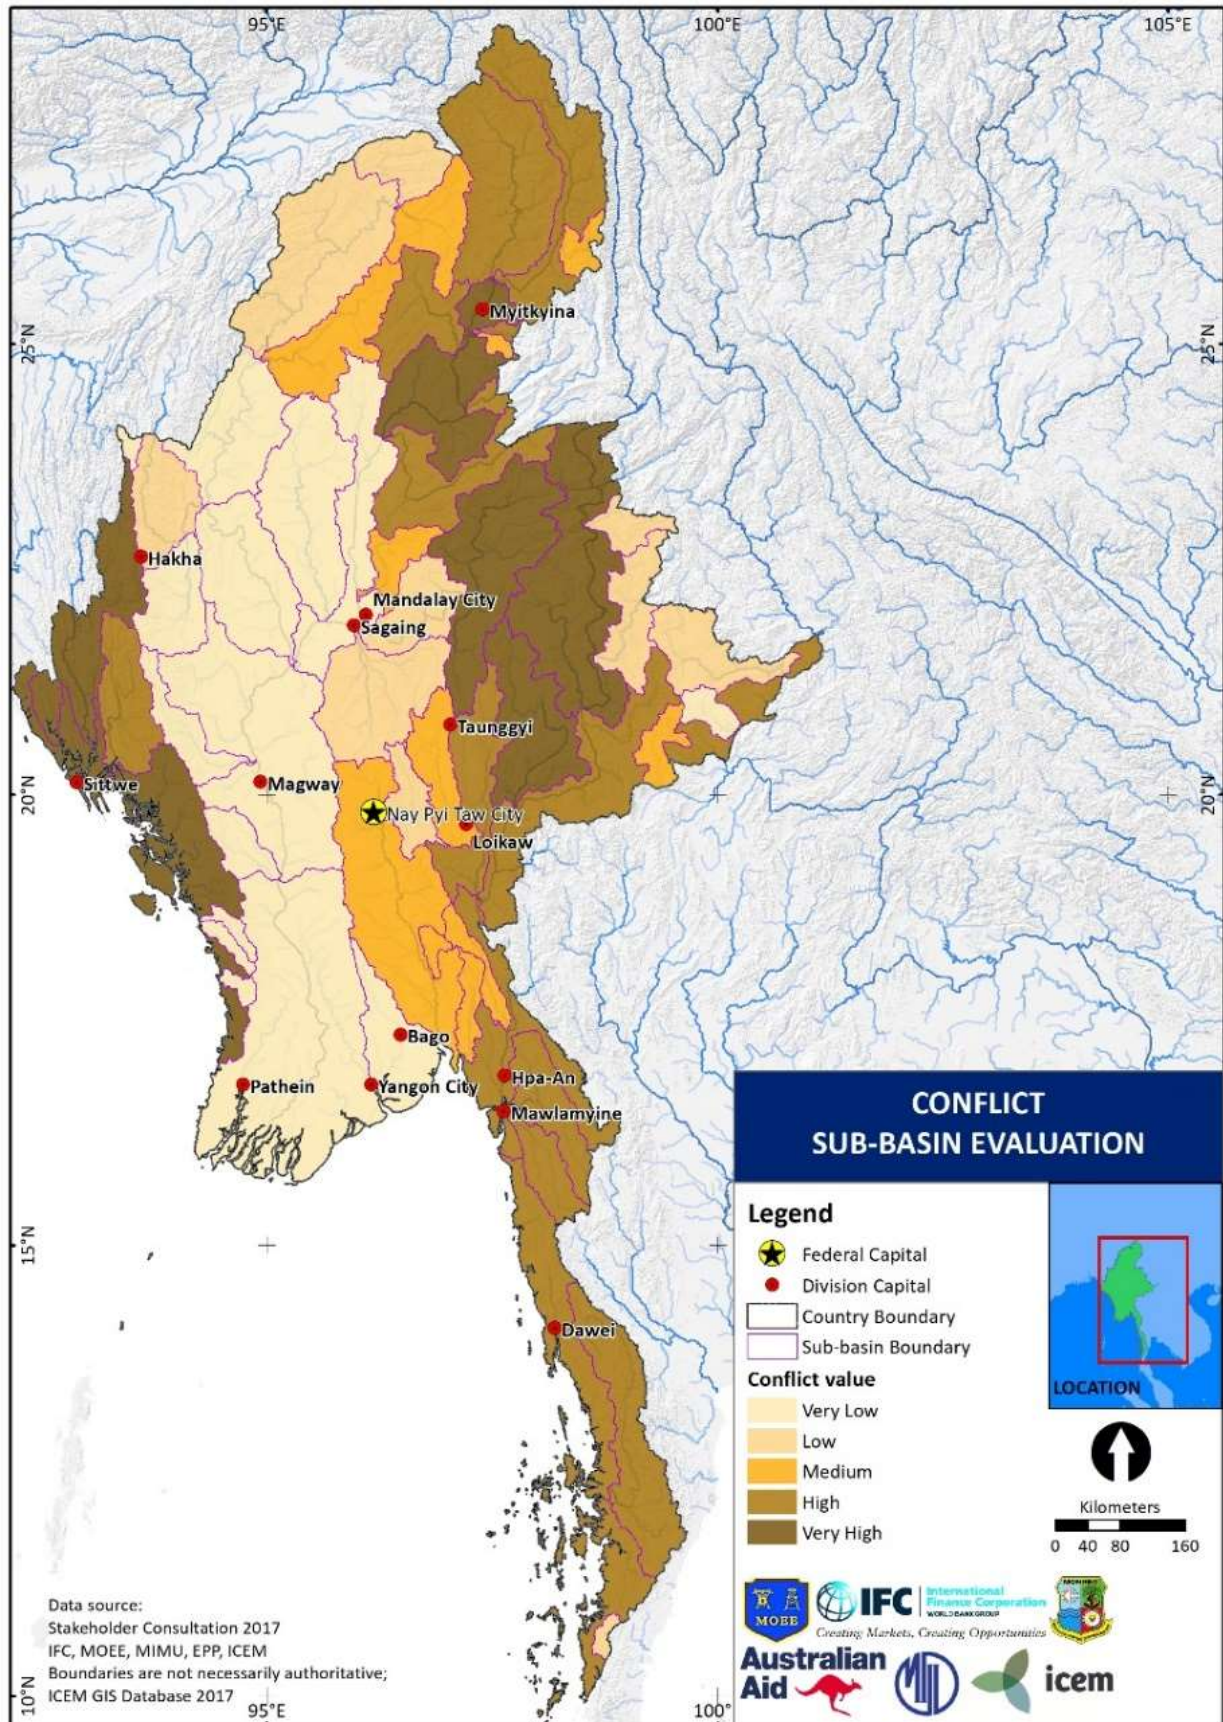 95°E
100°E
105°E
25°N
25°N
Myitkyina
Hakha
Mandalay City
Sagaing
Taunggyi
Sittwe
Magway
20°N
20°N
Nay Pyi Taw City
Loikaw
Bago
Pathein
Yangon City
Hpa-An
Mawlamyine
15°N
Dawei
10°N
95°E
100°
CONFLICT
SUB-BASIN EVALUATION
Legend
Federal Capital
Division Capital
Country Boundary
Sub-basin Boundary
Conflict value
Very Low
Low
Medium
High
Very High
LOCATION
Kilometers
0 40 80 160
Data source:
Stakeholder Consultation 2017
IFC, MOEE, MIMU, EPP, ICEM
Boundaries are not necessarily authoritative;
ICEM GIS Database 2017
MOEE
IFC International
Finance Corporation
WORLD BANK GROUP
Creating Markets, Creating Opportunities
Australian
Aid
icem